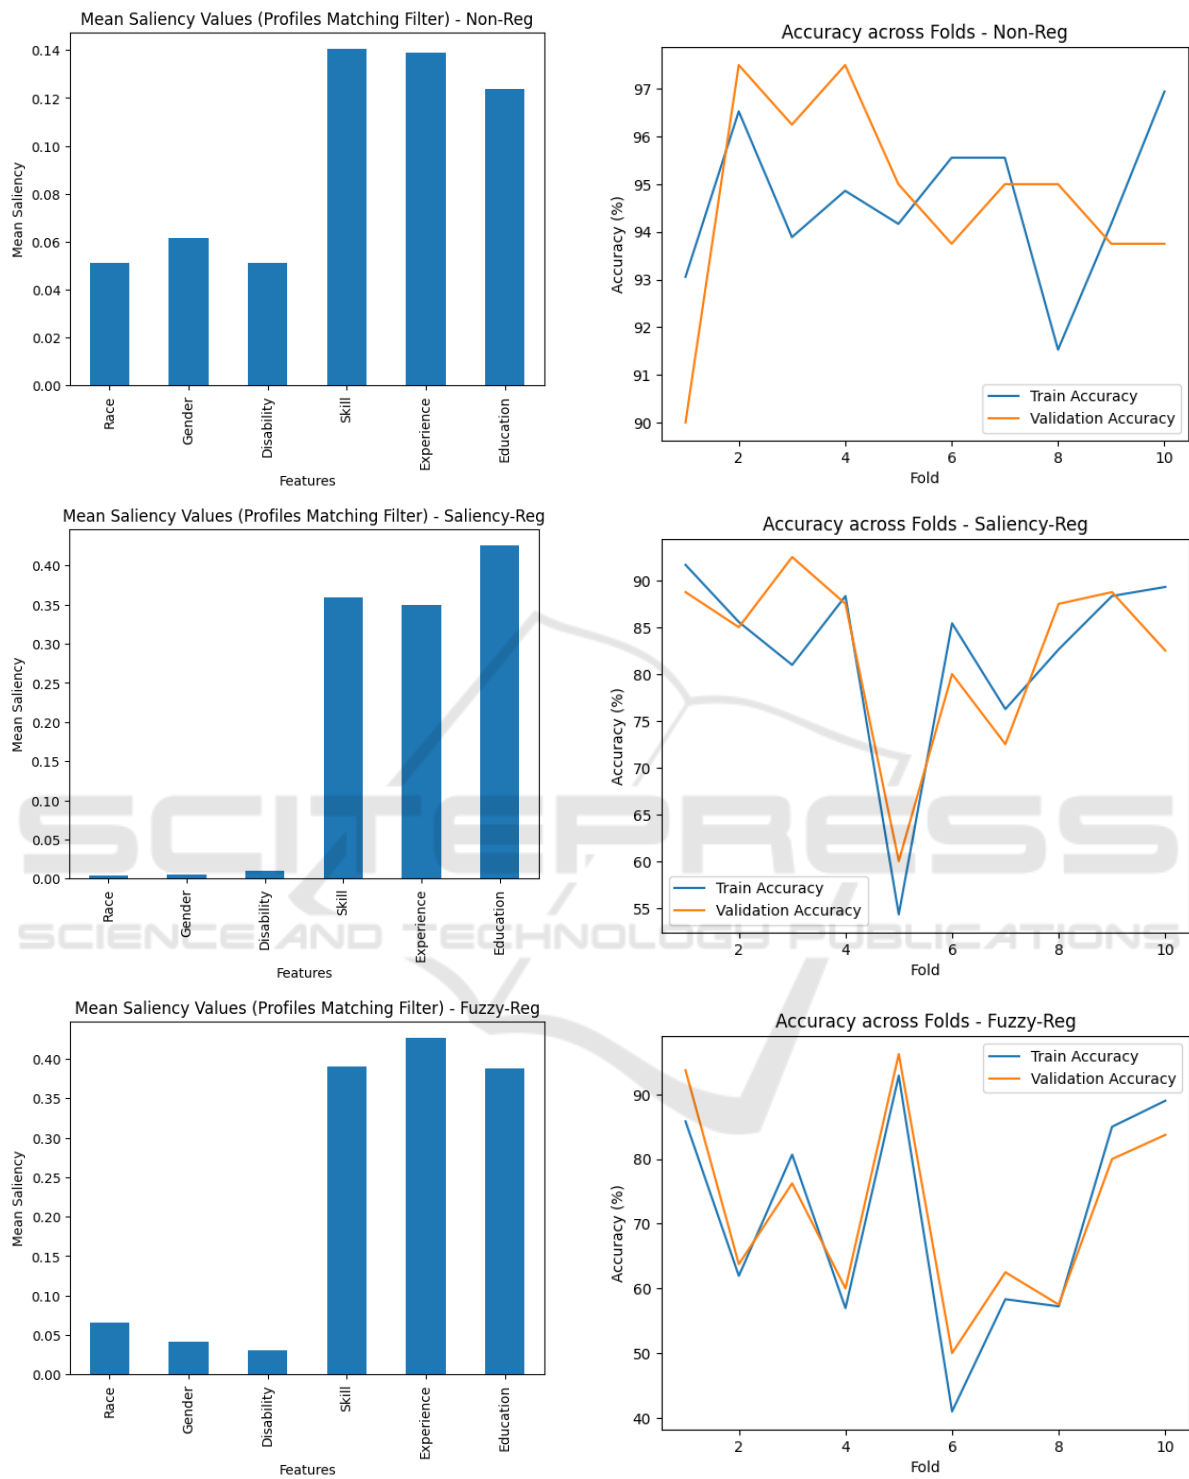 Mean Saliency Values (Profiles Matching Filter) - Non-Reg
0.14
0.12
0.10
0.08
0.06
0.04
0.02
0.00
Mean Saliency
Race
Gender
Disability
Skill
Experience
Education
Features
Accuracy across Folds - Non-Reg
97
96
95
94
93
92
91
90
Accuracy (%)
Train Accuracy
Validation Accuracy
2 4 6 8 10
Fold
Mean Saliency Values (Profiles Matching Filter) - Saliency-Reg
0.40
0.35
0.30
0.25
0.20
0.15
0.10
0.05
0.00
Mean Saliency
Race
Gender
Disability
Skill
Experience
Education
Features
Accuracy across Folds - Saliency-Reg
90
85
80
75
70
65
60
55
Accuracy (%)
Train Accuracy
Validation Accuracy
2 4 6 8 10
Fold
SCITEPRESS
SCIENCE AND TECHNOLOGY PUBLICATIONS
Mean Saliency Values (Profiles Matching Filter) - Fuzzy-Reg
0.40
0.35
0.30
0.25
0.20
0.15
0.10
0.05
0.00
Mean Saliency
Race
Gender
Disability
Skill
Experience
Education
Features
Accuracy across Folds - Fuzzy-Reg
Train Accuracy
Validation Accuracy
90
80
70
60
50
40
Accuracy (%)
2 4 6 8 10
Fold